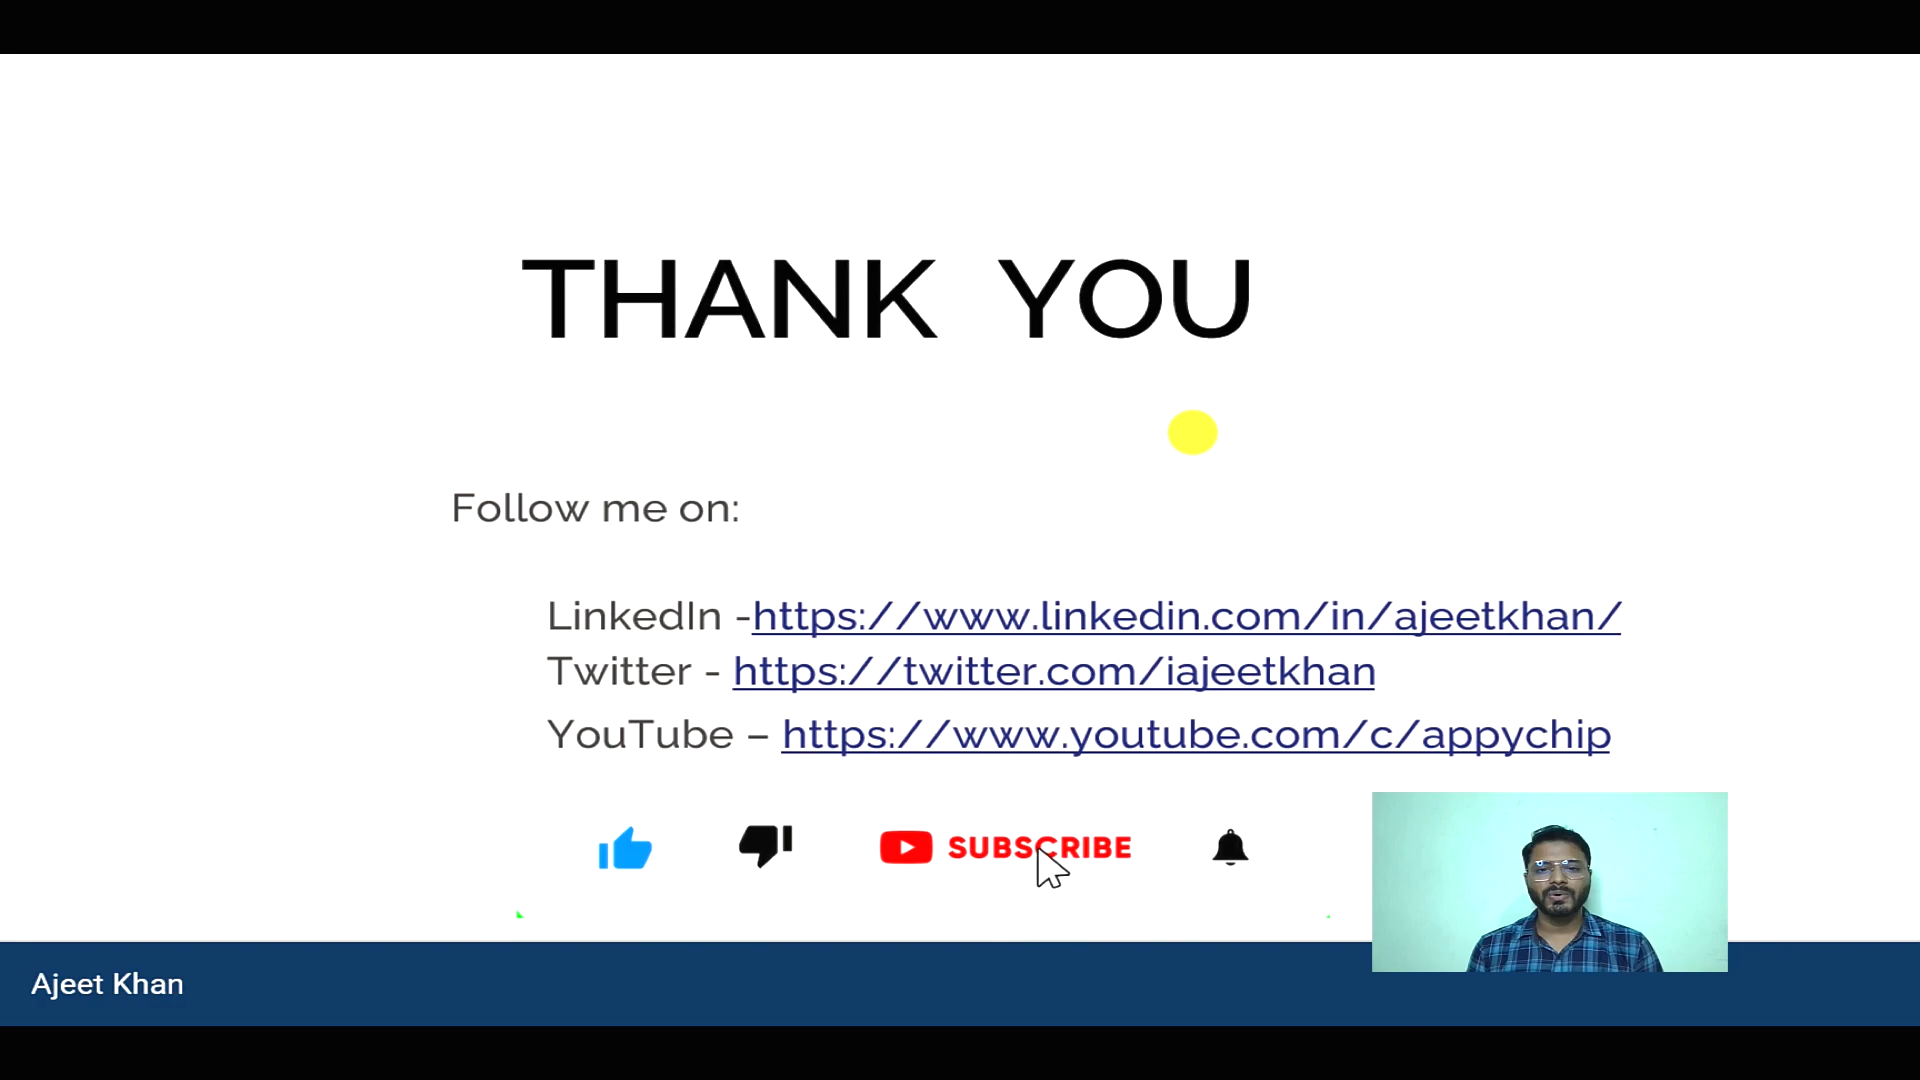 THANK YOU
Follow me on:
LinkedIn -https://www.linkedin.com/in/ajeetkhan/
Twitter - https://twitter.com/iajeetkhan
YouTube – https://www.youtube.com/c/appychip
SUBSCRIBE
Ajeet Khan